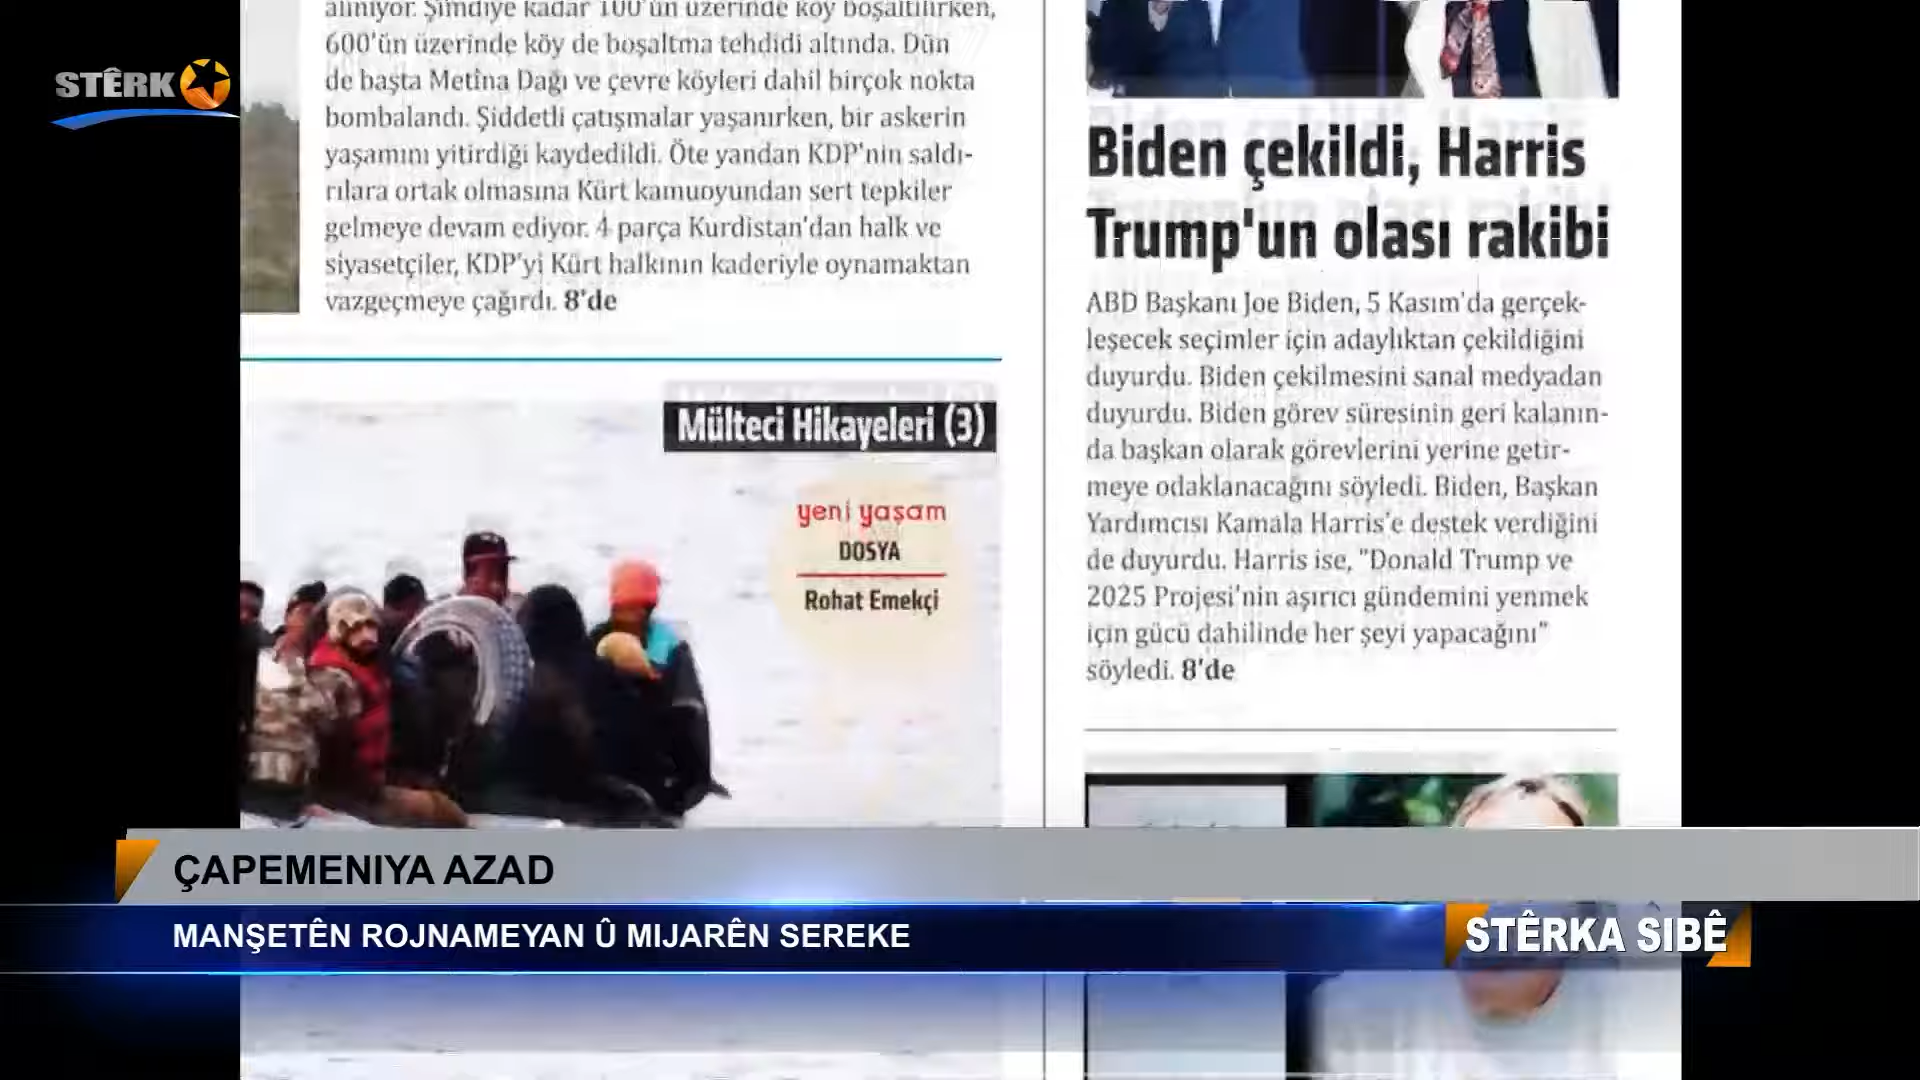 STÊRK
alınıyor. Şimdiye kadar 100'ün üzerinde köy boşaltılırken,
600'ün üzerinde köy de boşaltma tehdidi altında. Dün
de başta Metîna Dağı ve çevre köyleri dahil birçok nokta
bombalandı. Şiddetli çatışmalar yaşanırken, bir askerin
yaşamını yitirdiği kaydedildi. Öte yandan KDP'nin saldı-
rılara ortak olmasına Kürt kamuoyundan sert tepkiler
gelmeye devam ediyor. 4 parça Kurdistan'dan halk ve
siyasetçiler, KDP'yi Kürt halkının kaderiyle oynamaktan
vazgeçmeye çağırdı. 8'de
Mülteci Hikayeleri (3)
yeni yaşam
DOSYA
Rohat Emekçi
Biden çekildi, Harris
Trump'un olası rakibi
ABD Başkanı Joe Biden, 5 Kasım'da gerçek-
leşecek seçimler için adaylıktan çekildiğini
duyurdu. Biden çekilmesini sanal medyadan
duyurdu. Biden görev süresinin geri kalanın-
da başkan olarak görevlerini yerine getir-
meye odaklanacağını söyledi. Biden, Başkan
Yardımcısı Kamala Harris'e destek verdiğini
de duyurdu. Harris ise, "Donald Trump ve
2025 Projesi'nin aşırıcı gündemini yenmek
için gücü dahilinde her şeyi yapacağını"
söyledi. 8'de
ÇAPEMENIYA AZAD
MANŞETÊN ROJNAMEYAN Û MIJARÊN SEREKE
STÊRKA SIBÊ